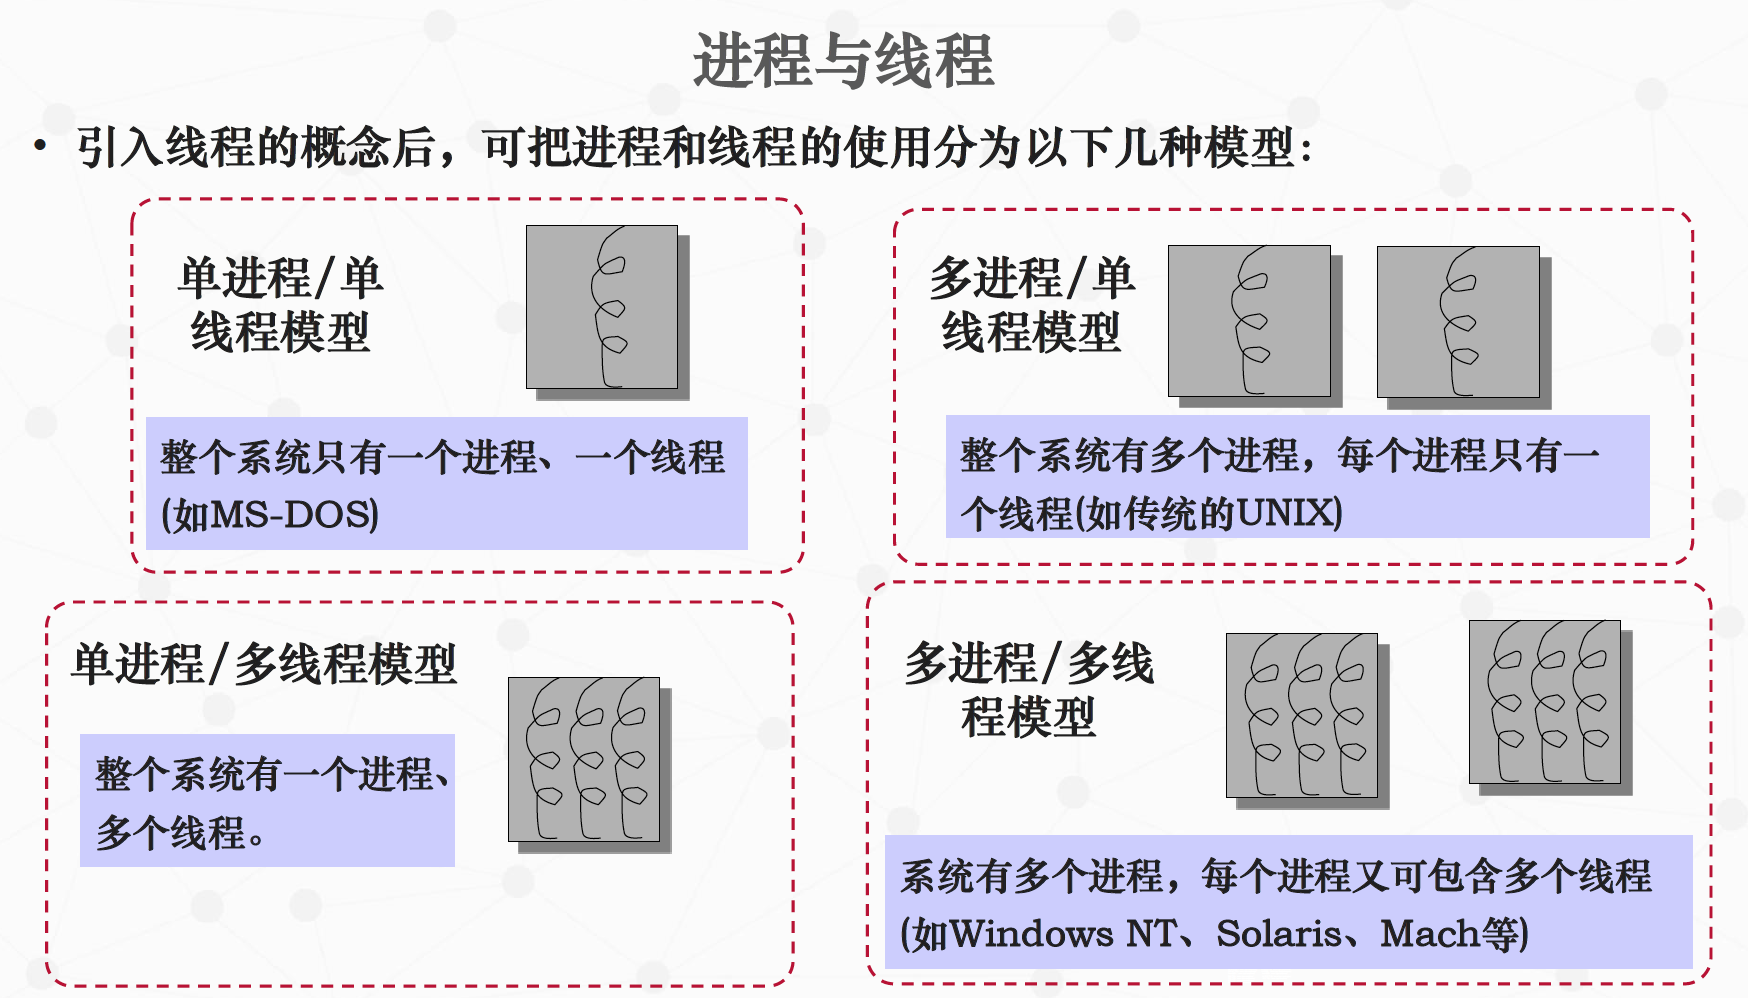 进程与线程
• 引入线程的概念后，可把进程和线程的使用分为以下几种模型：
单进程/单
线程模型
整个系统只有一个进程、一个线程
(如MS-DOS)
多进程/单
线程模型
整个系统有多个进程，每个进程只有一
个线程(如传统的UNIX)
单进程/多线程模型
整个系统有一个进程、
多个线程。
多进程/多线
程模型
系统有多个进程，每个进程又可包含多个线程
(如Windows NT、Solaris、Mach等)